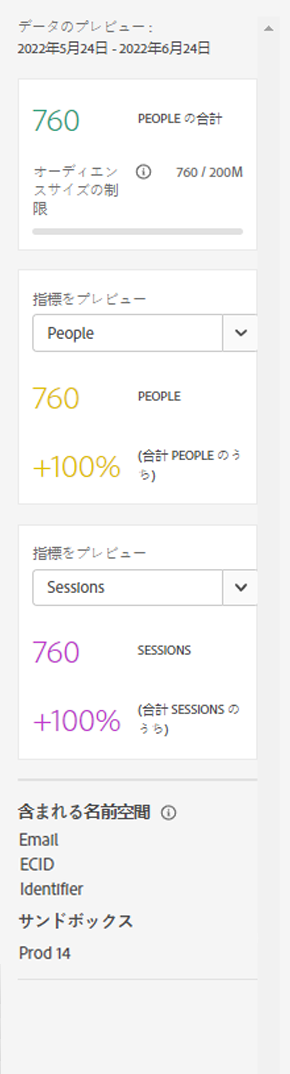 データのプレビュー :
2022年5月24日 - 2022年6月24日
760 PEOPLE の合計
オーディエン
スサイズの制
限
760 / 200M
指標をプレビュー
People
760 PEOPLE
+100% (合計 PEOPLE のう
ち)
指標をプレビュー
Sessions
760 SESSIONS
+100% (合計 SESSIONS の
うち)
含まれる名前空間
Email
ECID
Identifier
サンドボックス
Prod 14